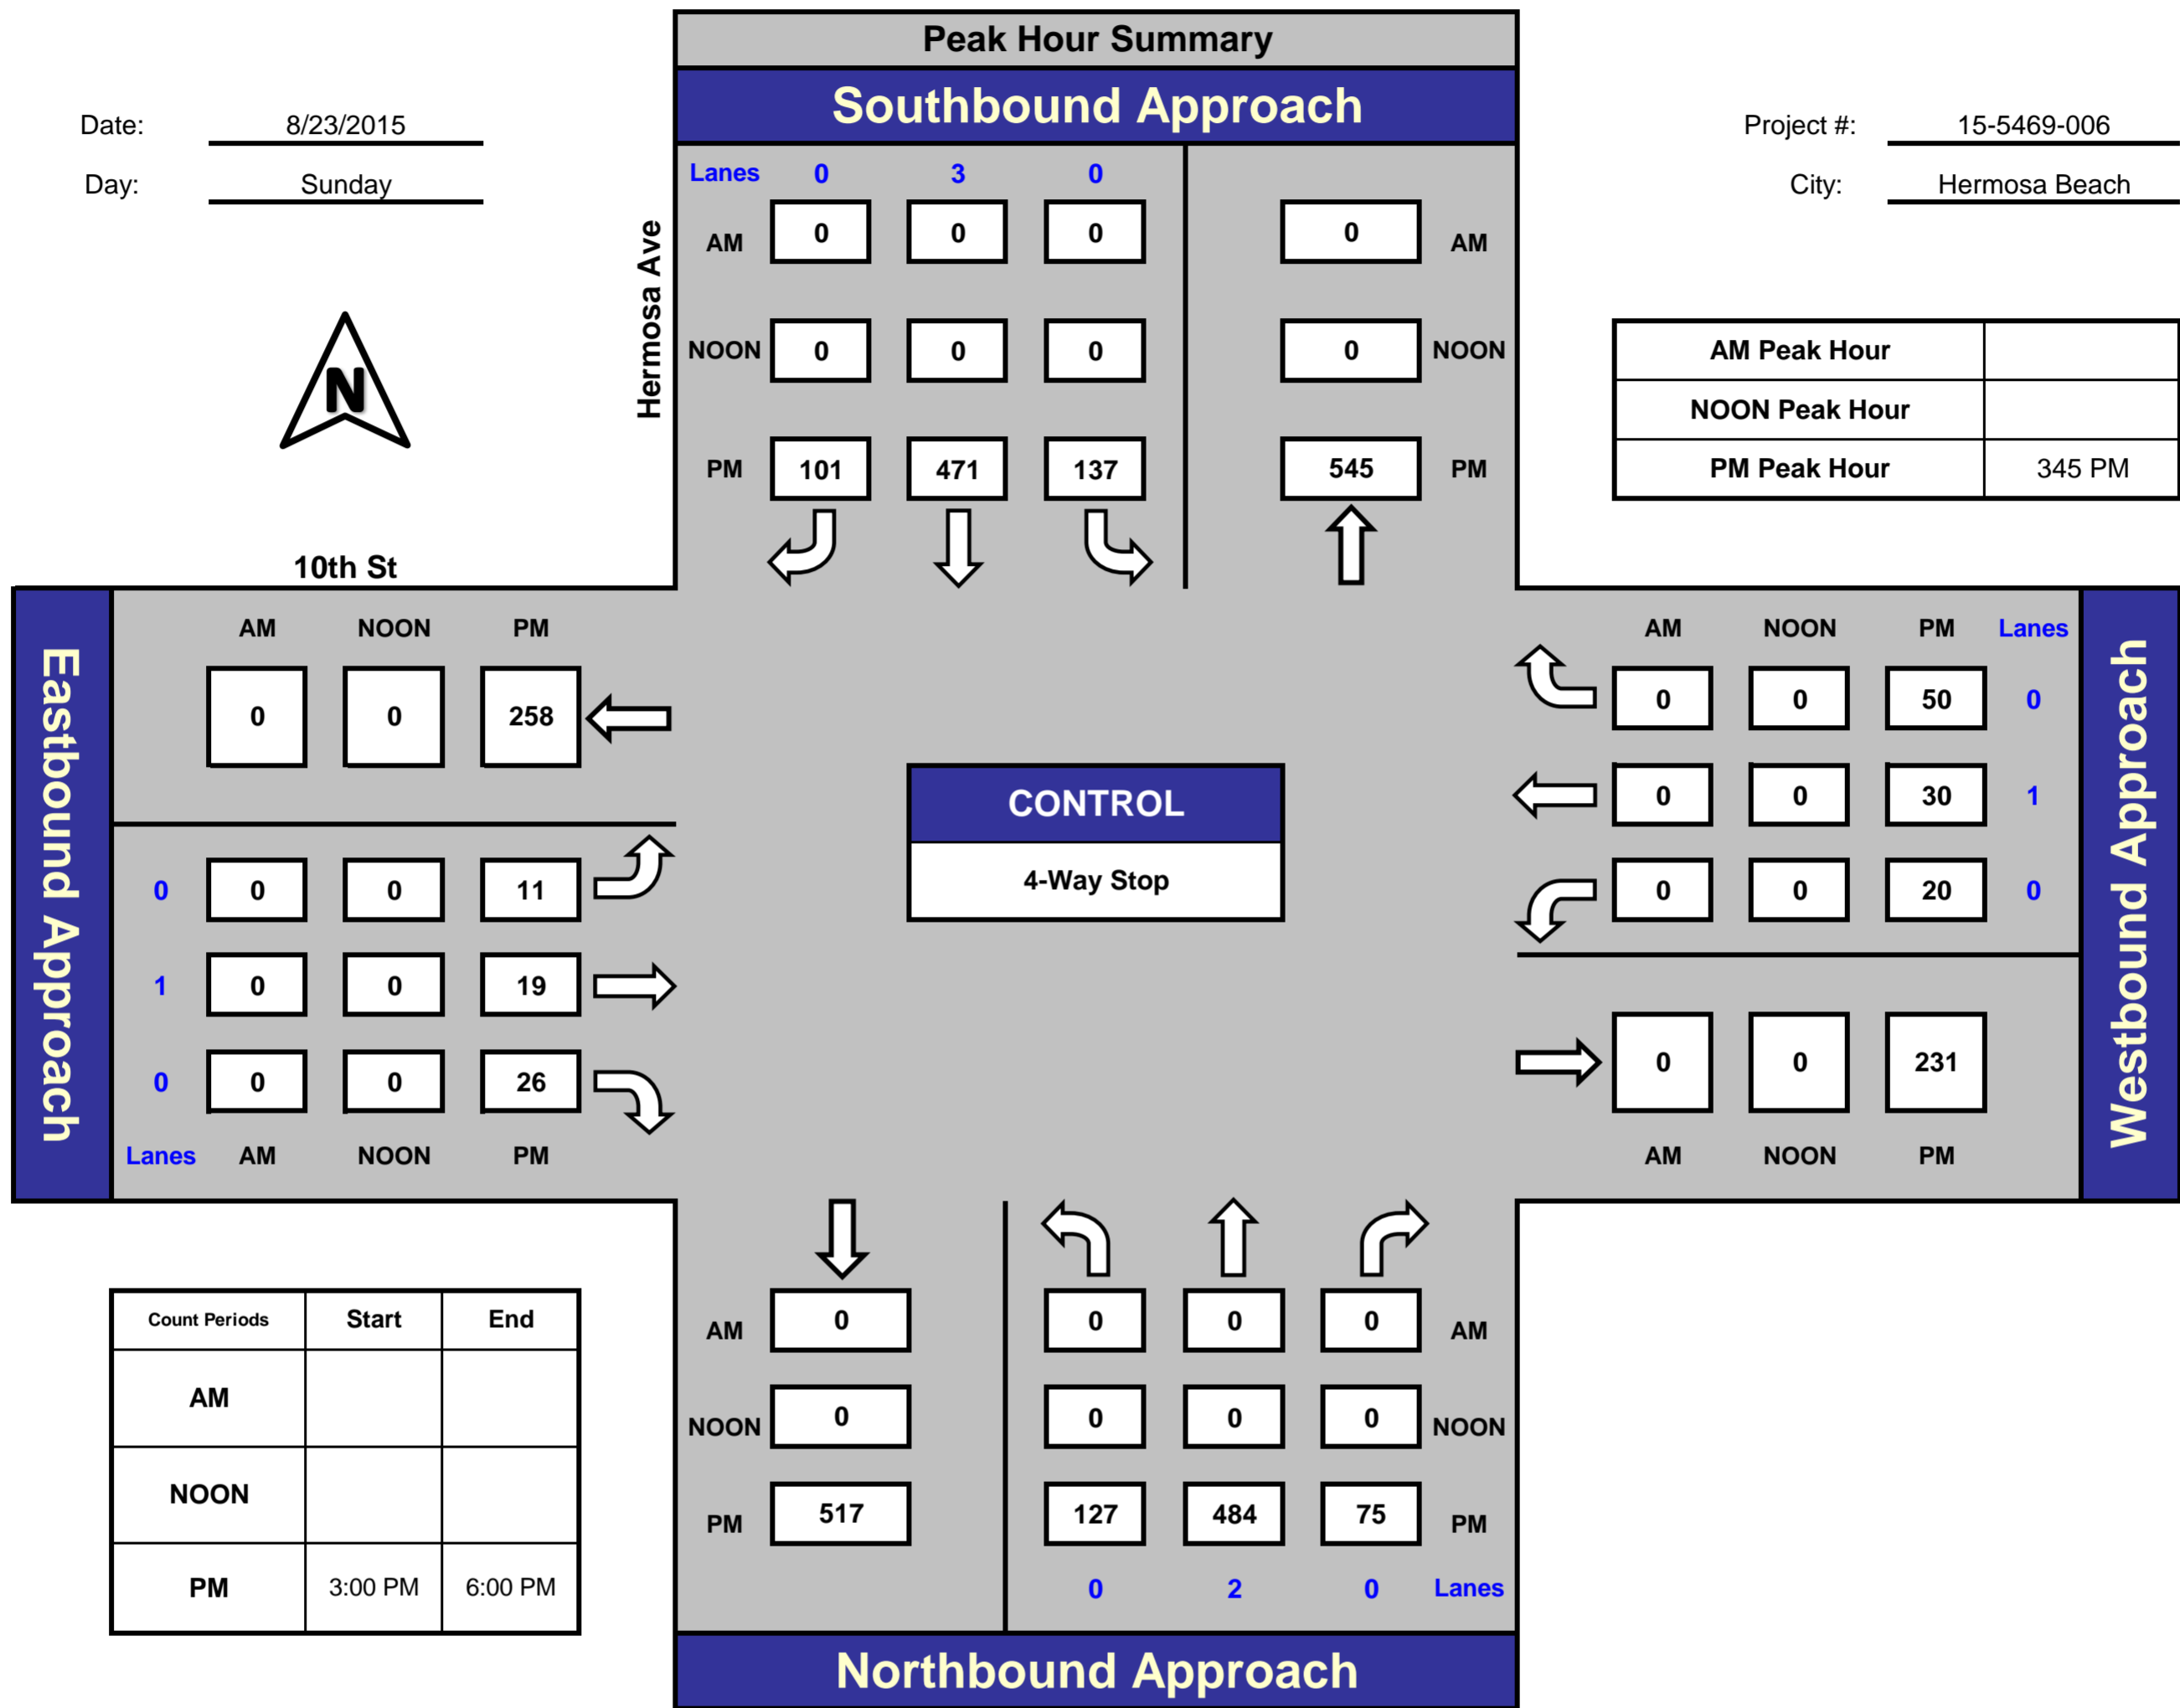 Peak Hour Summary
Southbound Approach
Date: 8/23/2015
Project #: 15-5469-006
Day: Sunday
City: Hermosa Beach
Hermosa Ave
Lanes 0 3 0
AM 0 0 0 0 AM
NOON 0 0 0 0 NOON
PM 101 471 137 545 PM
N
AM Peak Hour
NOON Peak Hour
PM Peak Hour 345 PM
10th St
Eastbound Approach
AM NOON PM
0 0 258
0 0 0 11
1 0 0 19
0 0 0 26
Lanes AM NOON PM
CONTROL
4-Way Stop
AM NOON PM Lanes
0 0 50 0
0 0 30 1
0 0 20 0
0 0 231
AM NOON PM
Westbound Approach
Count Periods Start End
AM
NOON
PM 3:00 PM 6:00 PM
AM 0 0 0 0 AM
NOON 0 0 0 0 NOON
PM 517 127 484 75 PM
0 2 0 Lanes
Northbound Approach